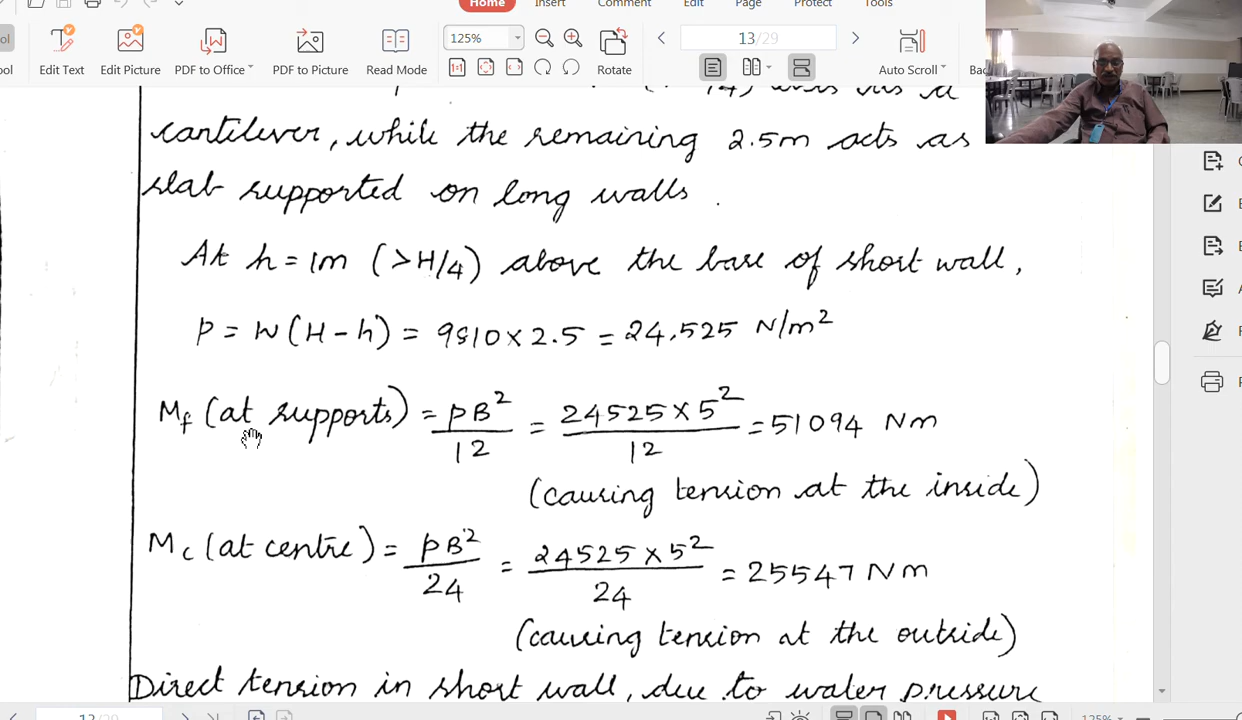 Home Insert Comment Edit Page Protect Tools
125% 13/29
Edit Text Edit Picture PDF to Office PDF to Picture Read Mode Rotate Auto Scroll
cantilever, while the remaining 2.5m acts as
slab supported on long walls.
At h = 1m (>H/4) above the base of short wall,
p = w(H-h) = 9810×2.5 = 24,525 N/m²
Mf (at supports) = pB²/12 = 24525×5²/12 = 51094 Nm
(causing tension at the inside)
Mc (at centre) = pB²/24 = 24525×5²/24 = 25547 Nm
(causing tension at the outside)
Direct tension in short wall, due to water pressure